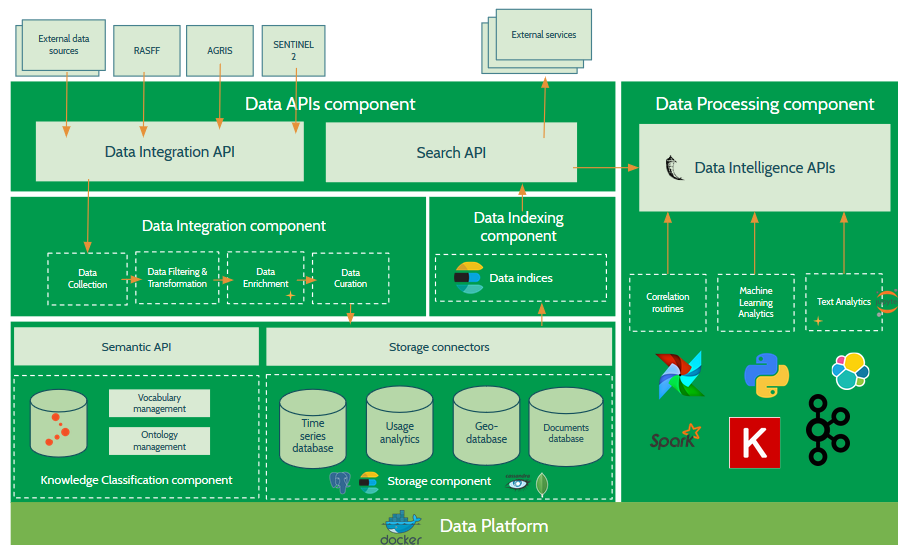 External data
sources
RASFF
AGRIS
SENTINEL
2
External services
Data APIs component
Data Integration API
Search API
Data Processing component
Data Intelligence APIs
Data Integration component
Data
Collection
Data Filtering &
Transformation
Data
Enrichment
Data
Curation
Data Indexing
component
Data indices
Correlation
routines
Machine
Learning
Analytics
Text Analytics
Semantic API
Storage connectors
Vocabulary
management
Ontology
management
Knowledge Classification component
Time
series
database
Usage
analytics
Geo-
database
Documents
database
Storage component
Spark
K
docker
Data Platform